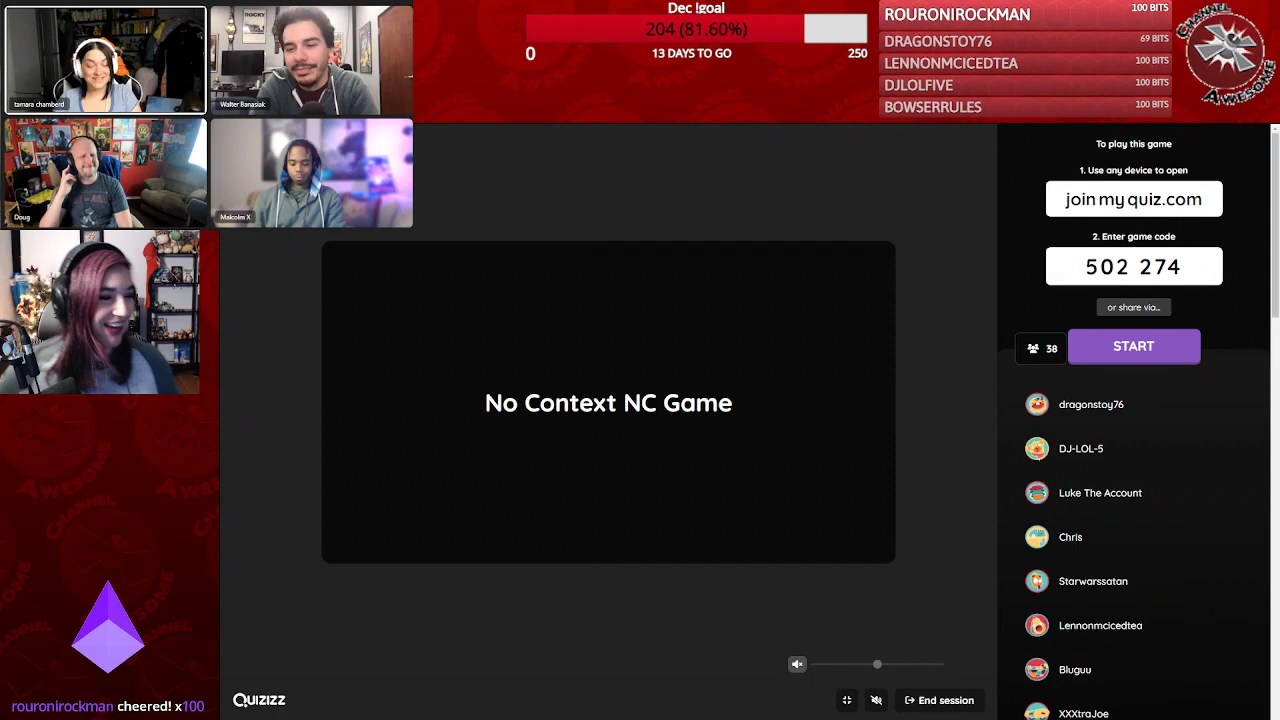 ROCKY
tamara chamberd
Walter Banasiak
Doug
Malcolm X
Dec !goal
204 (81.60%)
0
13 DAYS TO GO
250
ROURONIROCKMAN 100 BITS
DRAGONSTOY76 69 BITS
LENNONMCICEDTEA 100 BITS
DJLOLFIVE 100 BITS
BOWSERRULES 100 BITS
CHANNEL
AWESOME
To play this game
1. Use any device to open
joinmyquiz.com
2. Enter game code
502 274
or share via...
38
START
dragonstoy76
DJ-LOL-5
Luke The Account
Chris
Starwarssatan
Lennonmcicedtea
Bluguu
XXXtraJoe
No Context NC Game
Quizizz
End session
rouronirockman cheered! x100